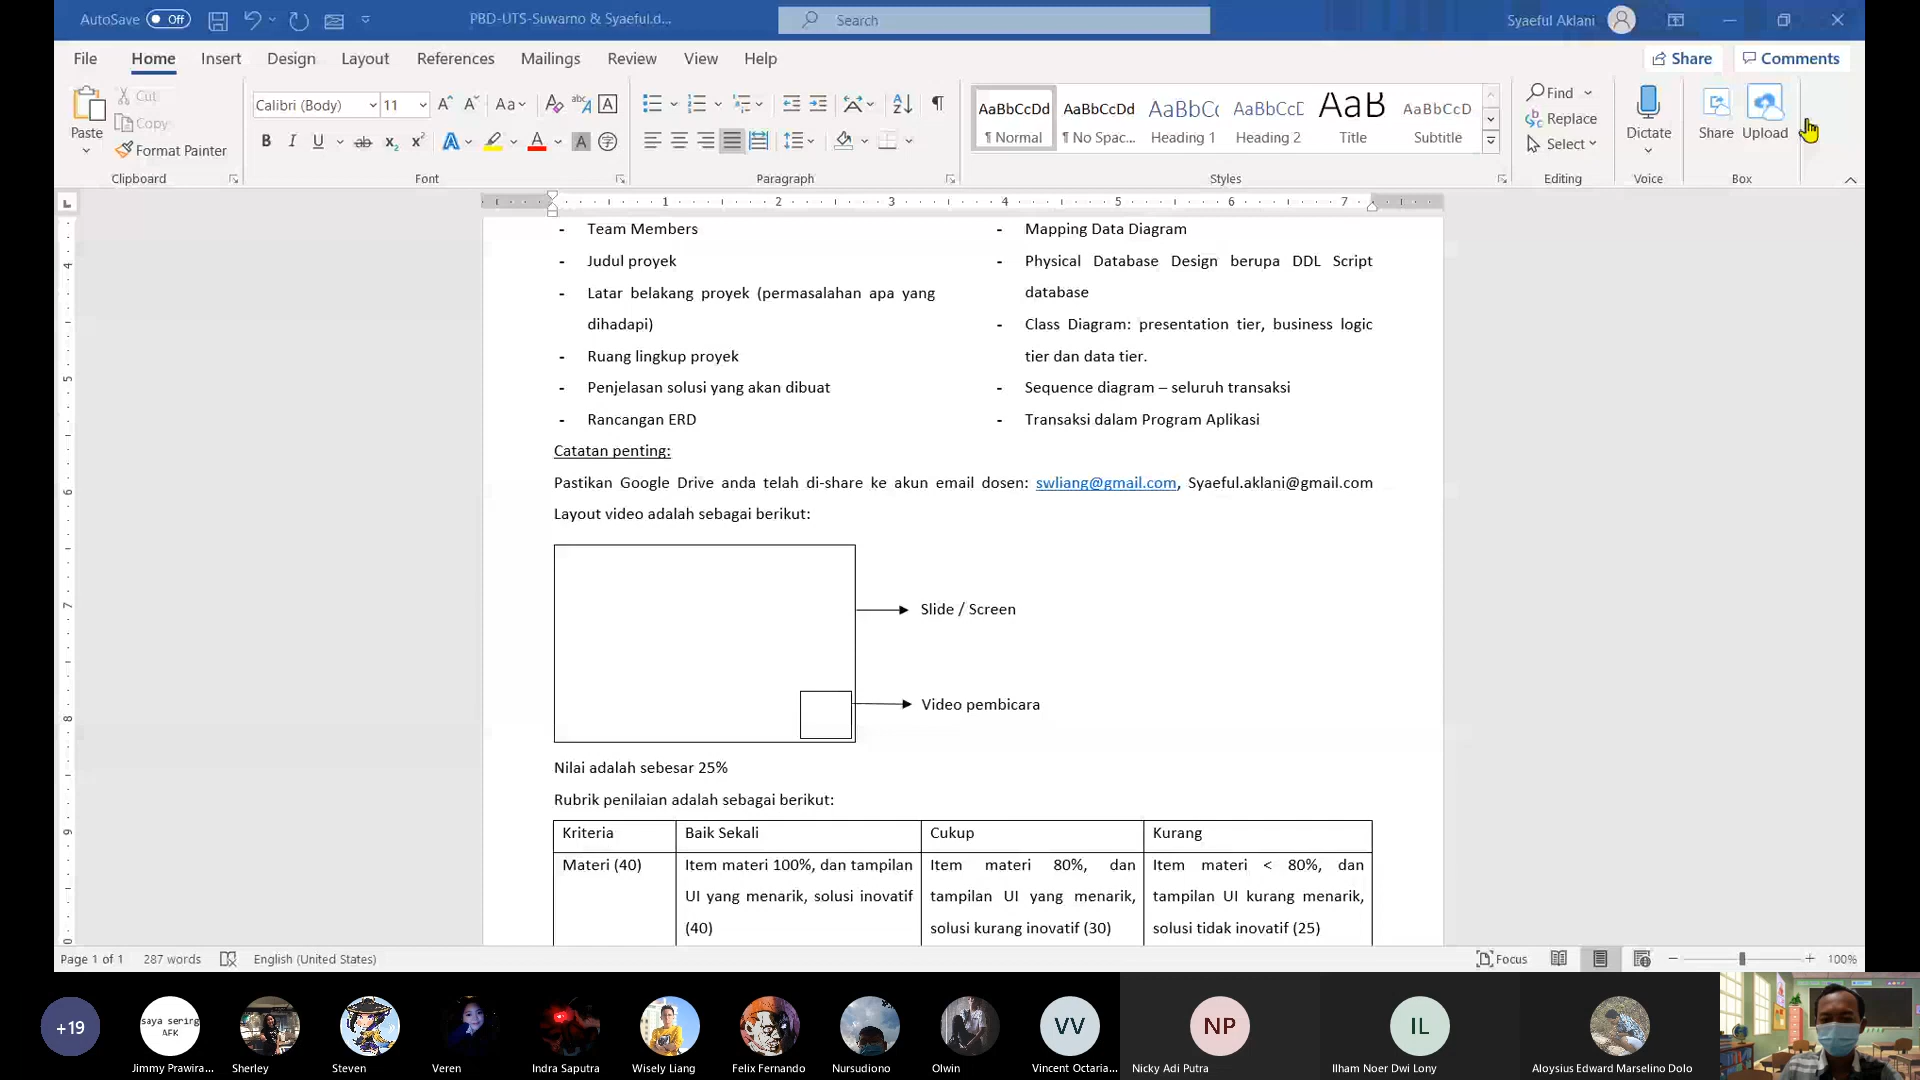 AutoSave Off PBD-UTS-Suwarno & Syaeful.d... Search Syaeful Aklani
File Home Insert Design Layout References Mailings Review View Help Share Comments
Paste Cut Copy Format Painter
Calibri (Body) 11
AaBbCcDd AaBbCcDd AaBbC AaBbCcD AaB AaBbCcD
¶ Normal ¶ No Spac... Heading 1 Heading 2 Title Subtitle
Find
Replace
Select
Dictate Share Upload
Clipboard Font Paragraph Styles Editing Voice Box
1 2 3 4 5 6 7
- Team Members
- Judul proyek
- Latar belakang proyek (permasalahan apa yang
dihadapi)
- Ruang lingkup proyek
- Penjelasan solusi yang akan dibuat
- Rancangan ERD
- Mapping Data Diagram
- Physical Database Design berupa DDL Script
database
- Class Diagram: presentation tier, business logic
tier dan data tier.
- Sequence diagram – seluruh transaksi
- Transaksi dalam Program Aplikasi
Catatan penting:
Pastikan Google Drive anda telah di-share ke akun email dosen: swliang@gmail.com, Syaeful.aklani@gmail.com
Layout video adalah sebagai berikut:
Slide / Screen
Video pembicara
Nilai adalah sebesar 25%
Rubrik penilaian adalah sebagai berikut:
Kriteria Baik Sekali Cukup Kurang
Materi (40)
Item materi 100%, dan tampilan
UI yang menarik, solusi inovatif
(40)
Item materi 80%, dan
tampilan UI yang menarik,
solusi kurang inovatif (30)
Item materi < 80%, dan
tampilan UI kurang menarik,
solusi tidak inovatif (25)
Page 1 of 1 287 words English (United States) Focus 100%
+19
saya sering
AFK
VV NP IL
Jimmy Prawira... Sherley Steven Veren Indra Saputra Wisely Liang Felix Fernando Nursudiono Olwin Vincent Octaria... Nicky Adi Putra Ilham Noer Dwi Lony Aloysius Edward Marselino Dolo